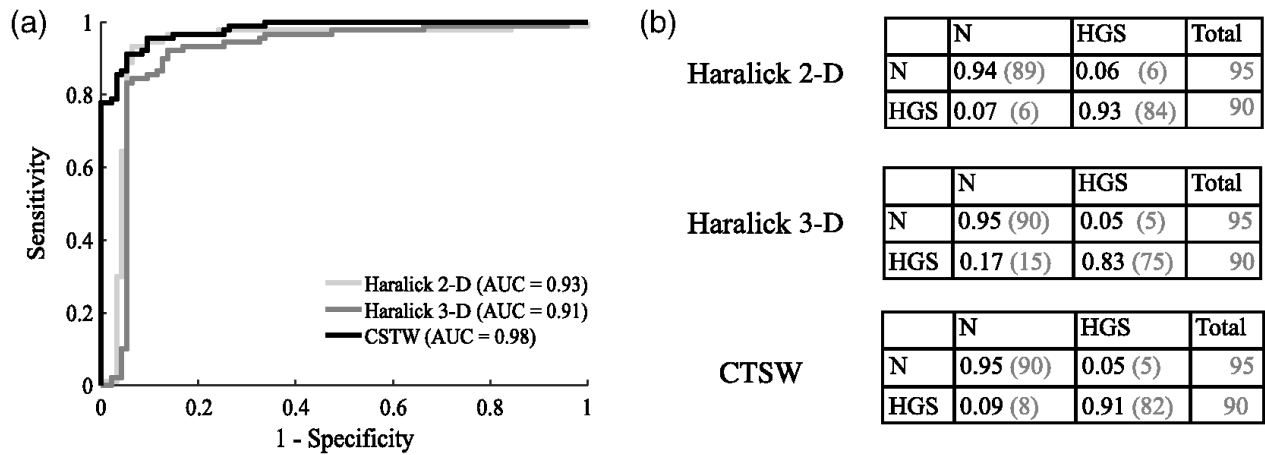 (a)
1
0.8
0.6
0.4
0.2
0
Sensitivity
0 0.2 0.4 0.6 0.8 1
1 - Specificity
Haralick 2-D (AUC = 0.93)
Haralick 3-D (AUC = 0.91)
CSTW (AUC = 0.98)
(b)
Haralick 2-D
N HGS Total
N 0.94 (89) 0.06 (6) 95
HGS 0.07 (6) 0.93 (84) 90
Haralick 3-D
N HGS Total
N 0.95 (90) 0.05 (5) 95
HGS 0.17 (15) 0.83 (75) 90
CTSW
N HGS Total
N 0.95 (90) 0.05 (5) 95
HGS 0.09 (8) 0.91 (82) 90